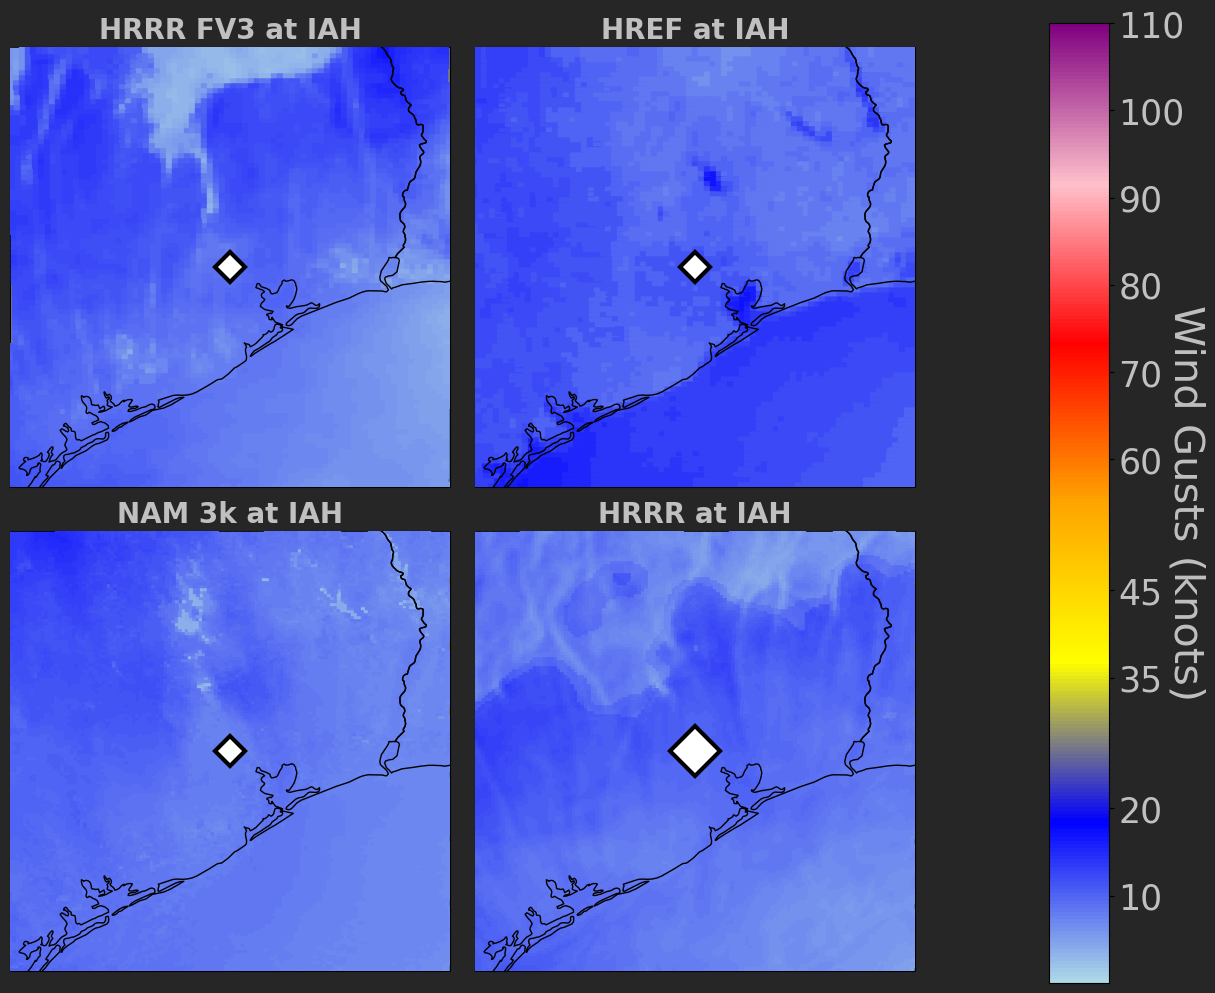 HRRR FV3 at IAH
HREF at IAH
NAM 3k at IAH
HRRR at IAH
110
100
90
80
70
60
45
35
20
10
Wind Gusts (knots)